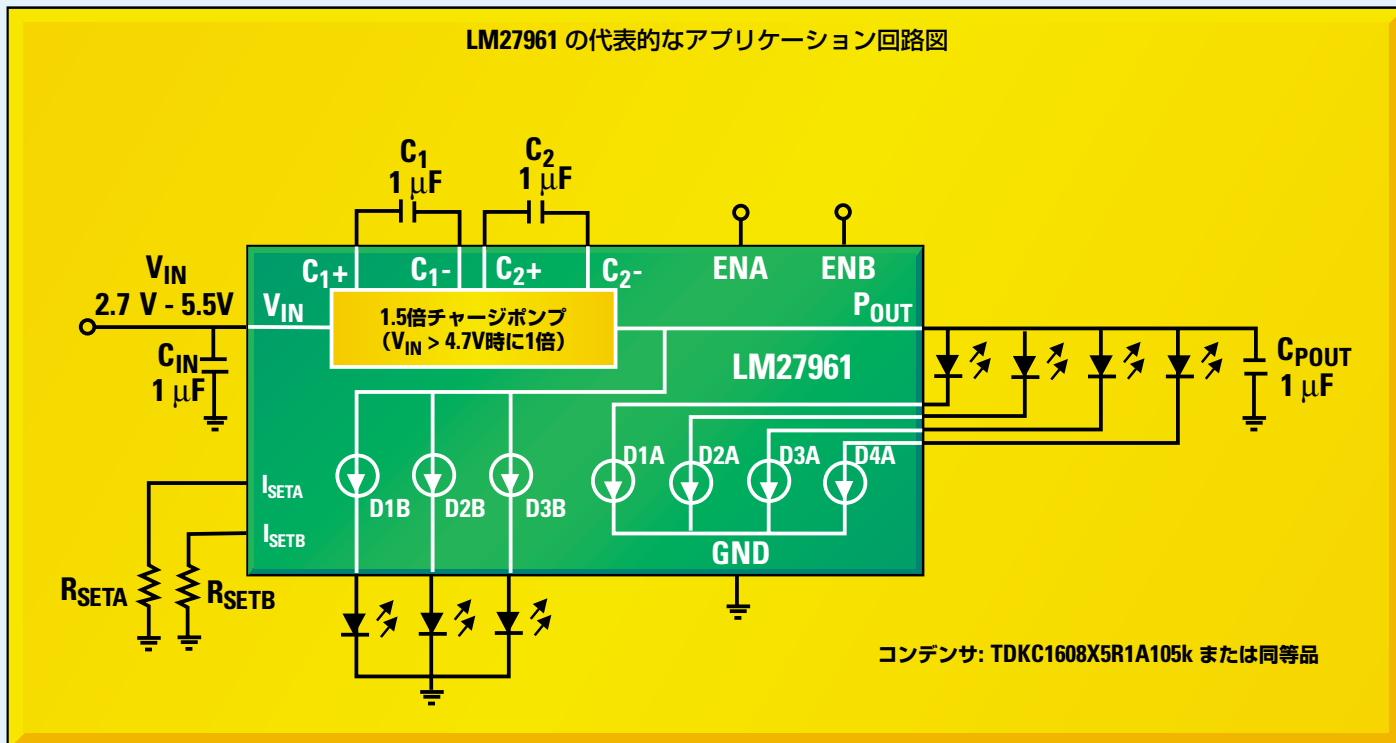 LM27961 の代表的なアプリケーション回路図
C1
1 μF
C2
1 μF
VIN
2.7 V - 5.5V
CIN
1 μF
C1+
C1-
C2+
C2-
ENA
ENB
VIN
1.5倍チャージポンプ
（VIN > 4.7V時に1倍）
POUT
LM27961
CPOUT
1 μF
D1A
D2A
D3A
D4A
ISETA
D1B
D2B
D3B
ISETB
GND
RSETA
RSETB
コンデンサ: TDKC1608X5R1A105k または同等品